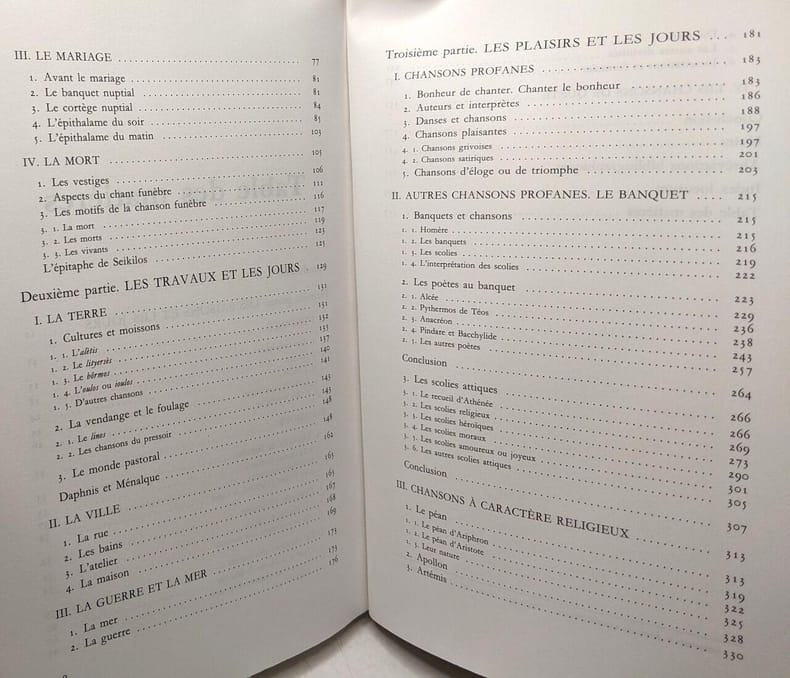 III. LE MARIAGE 77
1. Avant le mariage 81
2. Le banquet nuptial 81
3. Le cortège nuptial 84
4. L'épithalame du soir 85
5. L'épithalame du matin 103
IV. LA MORT 105
1. Les vestiges 106
2. Aspects du chant funèbre 111
3. Les motifs de la chanson funèbre 116
3. 1. La mort 117
3. 2. Les morts 119
3. 3. Les vivants 123
L'épitaphe de Seikilos 125
Deuxième partie. LES TRAVAUX ET LES JOURS . 129
I. LA TERRE 131
1. Cultures et moissons 131
1. 1. L'alétis 132
1. 2. Le lityersès 135
1. 3. Le bôrmos 137
1. 4. L'oulos ou ioulos 140
1. 5. D'autres chansons 141
2. La vendange et le foulage 145
2. 1. Le linos 145
2. 2. Les chansons du pressoir 148
3. Le monde pastoral 148
Daphnis et Ménalque 162
II. LA VILLE 165
1. La rue 165
2. Les bains 167
3. L'atelier 168
4. La maison 169
III. LA GUERRE ET LA MER 173
1. La mer 175
2. La guerre 176
Troisième partie. LES PLAISIRS ET LES JOURS ... 181
I. CHANSONS PROFANES 183
1. Bonheur de chanter. Chanter le bonheur 183
2. Auteurs et interprètes 186
3. Danses et chansons 188
4. Chansons plaisantes 197
4. 1. Chansons grivoises 197
4. 2. Chansons satiriques 201
5. Chansons d'éloge ou de triomphe 203
II. AUTRES CHANSONS PROFANES. LE BANQUET .... 215
1. Banquets et chansons 215
1. 1. Homère 215
1. 2. Les banquets 216
1. 3. Les scolies 219
1. 4. L'interprétation des scolies 222
2. Les poètes au banquet 223
2. 1. Alcée 229
2. 2. Pythermos de Téos 236
2. 3. Anacréon 238
2. 4. Pindare et Bacchylide 243
2. 5. Les autres poètes 257
Conclusion 264
3. Les scolies attiques 266
3. 1. Le recueil d'Athénée 266
3. 2. Les scolies religieux 269
3. 3. Les scolies héroïques 273
3. 4. Les scolies moraux 290
3. 5. Les scolies amoureux ou joyeux 301
3. 6. Les autres scolies attiques 305
Conclusion 307
III. CHANSONS À CARACTÈRE RELIGIEUX 313
1. Le péan 313
1. 1. Le péan d'Ariphron 319
1. 2. Le péan d'Aristote 322
1. 3. Leur nature 325
2. Apollon 328
3. Artémis 330